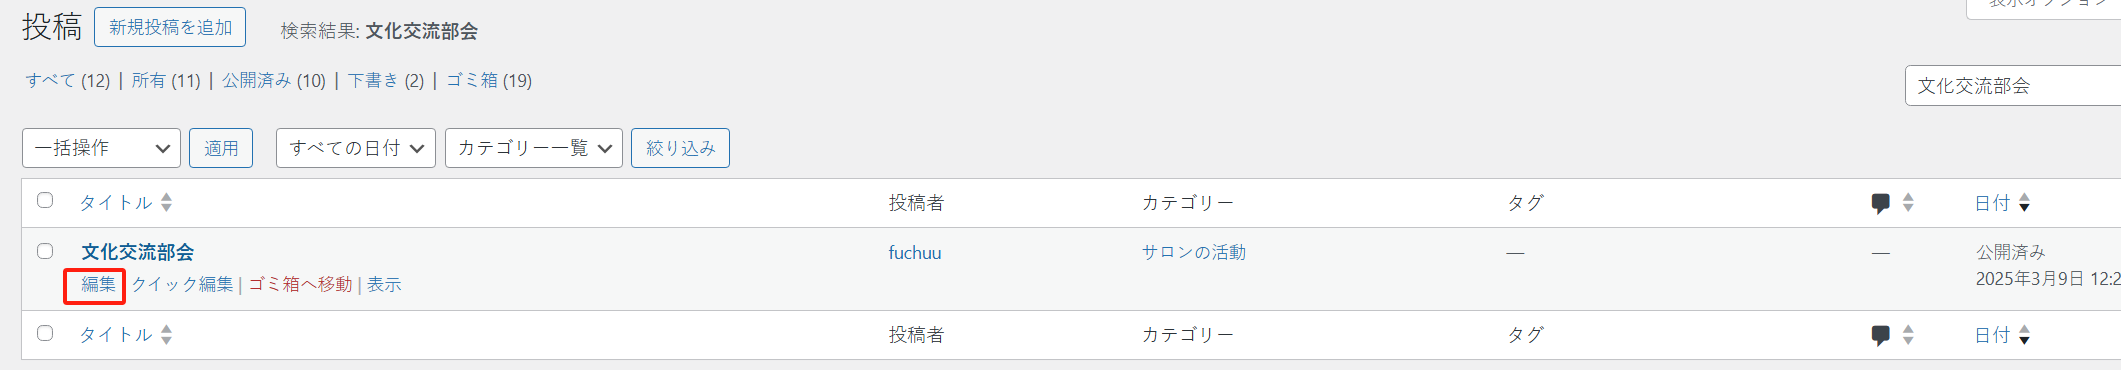 投稿 新規投稿を追加 検索結果: 文化交流部会
すべて (12) | 所有 (11) | 公開済み (10) | 下書き (2) | ゴミ箱 (19)
文化交流部会
一括操作 適用 すべての日付 カテゴリー一覧 絞り込み
タイトル 投稿者 カテゴリー タグ 日付
文化交流部会 fuchuu サロンの活動 — — 公開済み
編集 クイック編集 | ゴミ箱へ移動 | 表示 2025年3月9日 12:2
タイトル 投稿者 カテゴリー タグ 日付